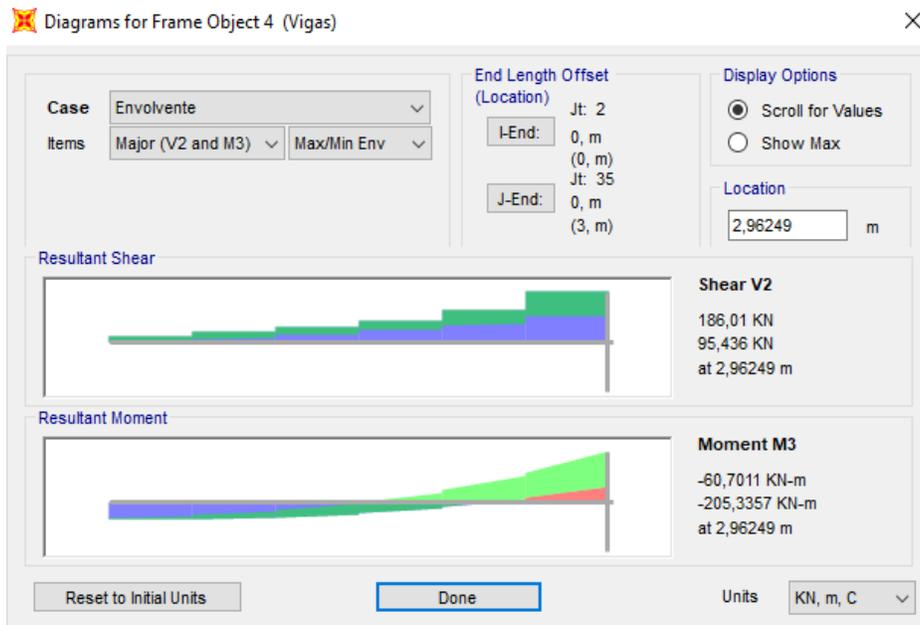 Diagrams for Frame Object 4 (Vigas)
Case
Envolvente
Items
Major (V2 and M3)
Max/Min Env
End Length Offset
(Location)
I-End:
Jt: 2
0, m
(0, m)
J-End:
Jt: 35
0, m
(3, m)
Display Options
Scroll for Values
Show Max
Location
2,96249 m
Resultant Shear
Shear V2
186,01 KN
95,436 KN
at 2,96249 m
Resultant Moment
Moment M3
-60,7011 KN-m
-205,3357 KN-m
at 2,96249 m
Reset to Initial Units
Done
Units
KN, m, C